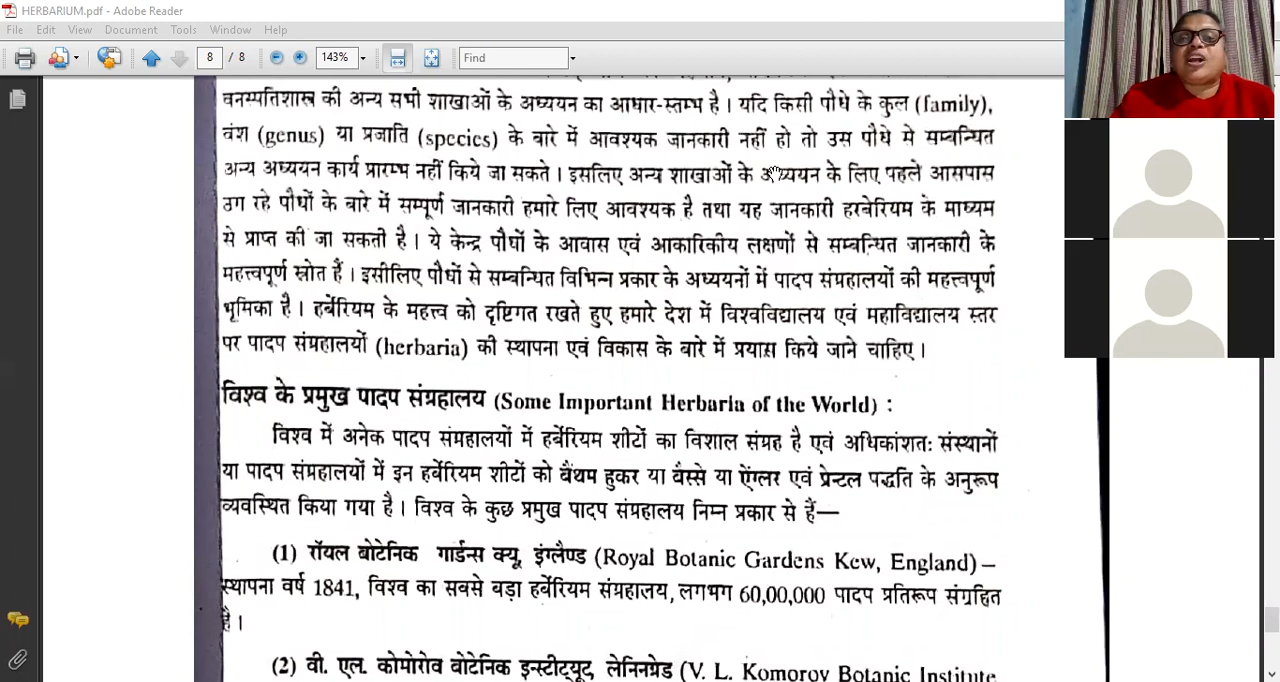 HERBARIUM.pdf - Adobe Reader
File Edit View Document Tools Window Help
8 / 8 143% Find
वनस्पतिशास्त्र की अन्य सभी शाखाओं के अध्ययन का आधार-स्तम्भ है। यदि किसी पौधे के कुल (family),
वंश (genus) या प्रजाति (species) के बारे में आवश्यक जानकारी नहीं हो तो उस पौधे से सम्बन्धित
अन्य अध्ययन कार्य प्रारम्भ नहीं किये जा सकते। इसलिए अन्य शाखाओं के अध्ययन के लिए पहले आसपास
उग रहे पौधों के बारे में सम्पूर्ण जानकारी हमारे लिए आवश्यक है तथा यह जानकारी हरबेरियम के माध्यम
से प्राप्त की जा सकती है। ये केन्द्र पौधों के आवास एवं आकारिकीय लक्षणों से सम्बन्धित जानकारी के
महत्त्वपूर्ण स्रोत हैं। इसीलिए पौधों से सम्बन्धित विभिन्न प्रकार के अध्ययनों में पादप संग्रहालयों की महत्त्वपूर्ण
भूमिका है। हर्बेरियम के महत्त्व को दृष्टिगत रखते हुए हमारे देश में विश्वविद्यालय एवं महाविद्यालय स्तर
पर पादप संग्रहालयों (herbaria) की स्थापना एवं विकास के बारे में प्रयास किये जाने चाहिए।
विश्व के प्रमुख पादप संग्रहालय (Some Important Herbaria of the World) :
विश्व में अनेक पादप संग्रहालयों में हर्बेरियम शीटों का विशाल संग्रह है एवं अधिकांशतः संस्थानों
या पादप संग्रहालयों में इन हर्बेरियम शीटों को बैंथम हुकर या बैस्से या ऐंग्लर एवं प्रेन्टल पद्धति के अनुरूप
व्यवस्थित किया गया है। विश्व के कुछ प्रमुख पादप संग्रहालय निम्न प्रकार से हैं—
(1) रॉयल बोटेनिक गार्डन्स क्यू, इंग्लैण्ड (Royal Botanic Gardens Kew, England) –
स्थापना वर्ष 1841, विश्व का सबसे बड़ा हर्बेरियम संग्रहालय, लगभग 60,00,000 पादप प्रतिरूप संग्रहित
है।
(2) वी. एल. कोमोरोव बोटेनिक इन्स्टीट्यूट, लेनिनग्रेड (V. L. Komorov Botanic Institute